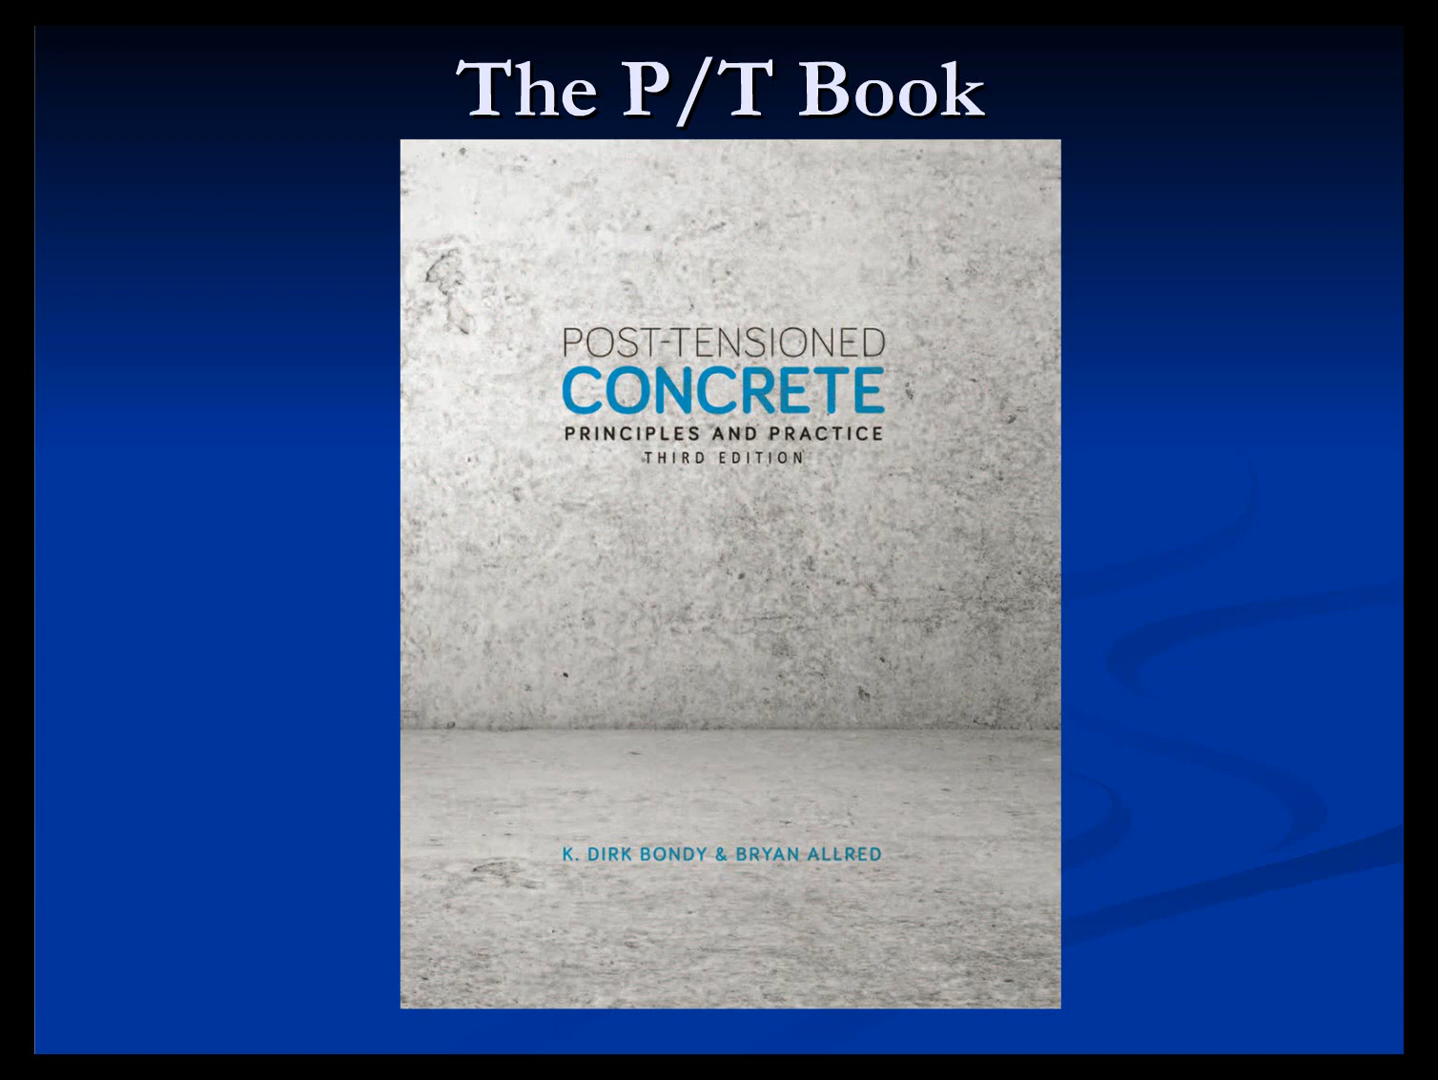 The P/T Book
POST-TENSIONED
CONCRETE
PRINCIPLES AND PRACTICE
THIRD EDITION
K. DIRK BONDY & BRYAN ALLRED